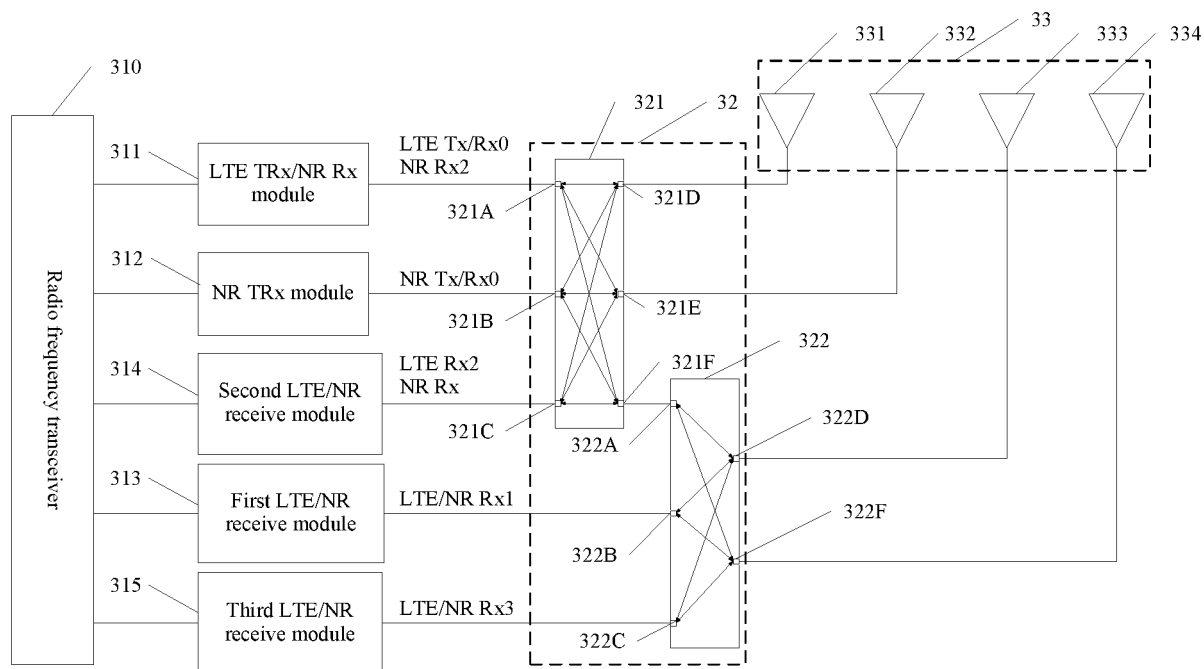 33
331
332
333
334
310
321
32
311
LTE TRx/NR Rx
module
LTE Tx/Rx0
NR Rx2
321A
321D
312
NR TRx module
NR Tx/Rx0
321B
321E
322
314
Second LTE/NR
receive module
LTE Rx2
NR Rx
321C
321F
322A
322D
313
First LTE/NR
receive module
LTE/NR Rx1
322B
322F
315
Third LTE/NR
receive module
LTE/NR Rx3
322C
Radio frequency transceiver